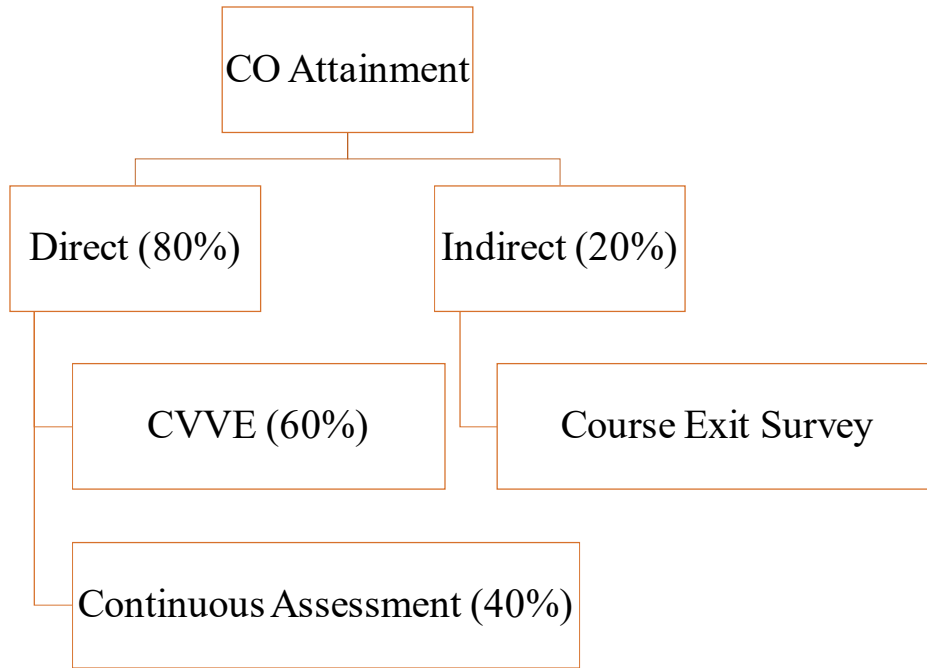 CO Attainment
Direct (80%)
Indirect (20%)
CVVE (60%)
Course Exit Survey
Continuous Assessment (40%)